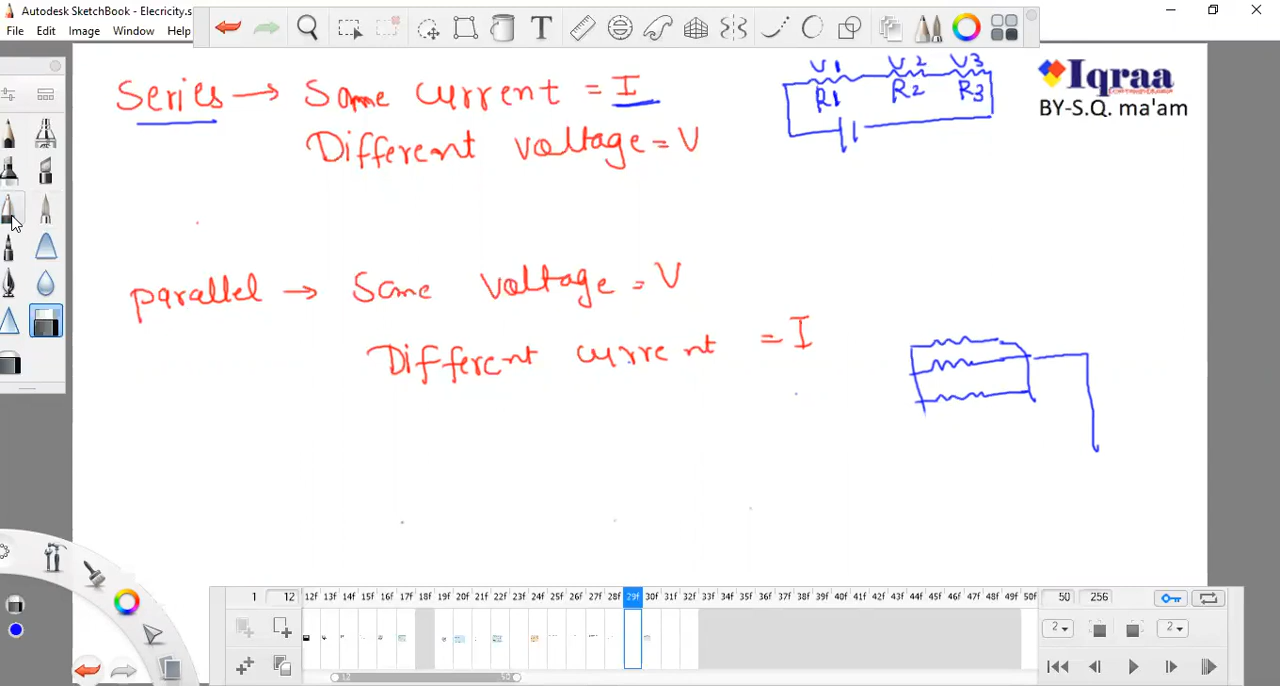 Autodesk SketchBook - Elecricity.s
File Edit Image Window Help
Series → Same current = I
Different voltage = V
V1 V2 V3
R1 R2 R3
Iqraa
BY-S.Q. ma'am
parallel → Same voltage = V
Different current = I
1 12 12f 13f 14f 15f 16f 17f 18f 19f 20f 21f 22f 23f 24f 25f 26f 27f 28f 29f 30f 31f 32f 33f 34f 35f 36f 37f 38f 39f 40f 41f 42f 43f 44f 45f 46f 47f 48f 49f 50f 50 256
2 2
12 50